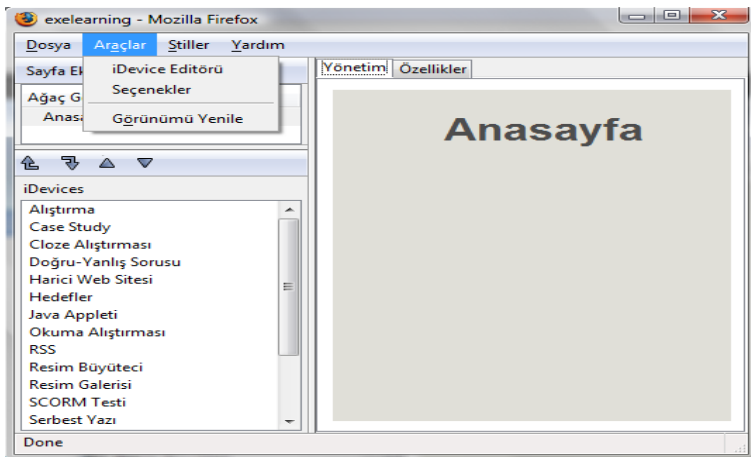 exelearning - Mozilla Firefox
Dosya Araçlar Stiller Yardım
iDevice Editörü
Seçenekler
Görünümü Yenile
Sayfa
Ağaç
Yönetim Özellikler
Anasayfa
iDevices
Alıştırma
Case Study
Cloze Alıştırması
Doğru-Yanlış Sorusu
Harici Web Sitesi
Hedefler
Java Appleti
Okuma Alıştırması
RSS
Resim Büyüteci
Resim Galerisi
SCORM Testi
Serbest Yazı
Done